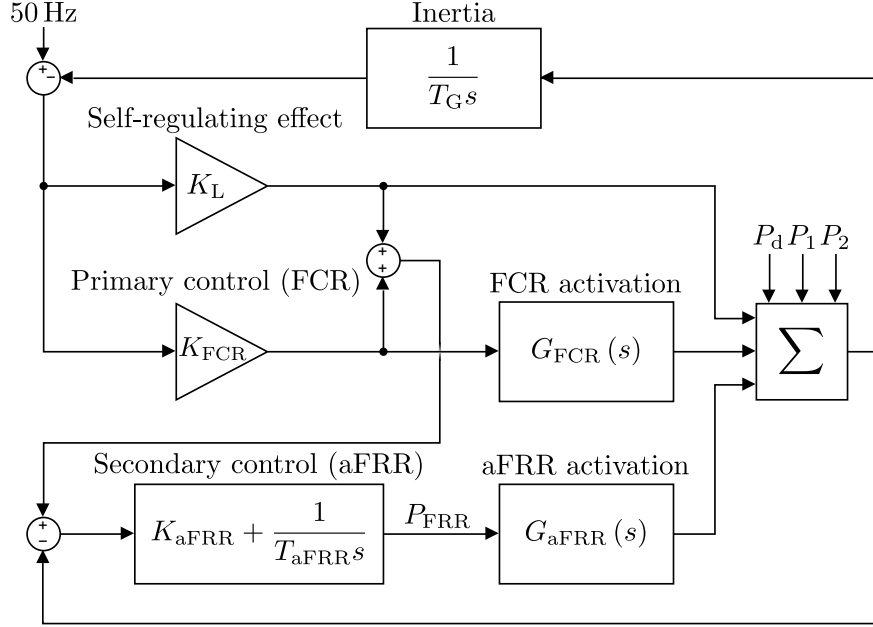 50 Hz
Inertia
+
−
1
T_G s
Self-regulating effect
K_L
+
+
P_d P_1 P_2
Primary control (FCR)
FCR activation
K_FCR
G_FCR (s)
∑
Secondary control (aFRR)
aFRR activation
+
−
K_aFRR + 1
T_aFRR s
P_FRR
G_aFRR (s)